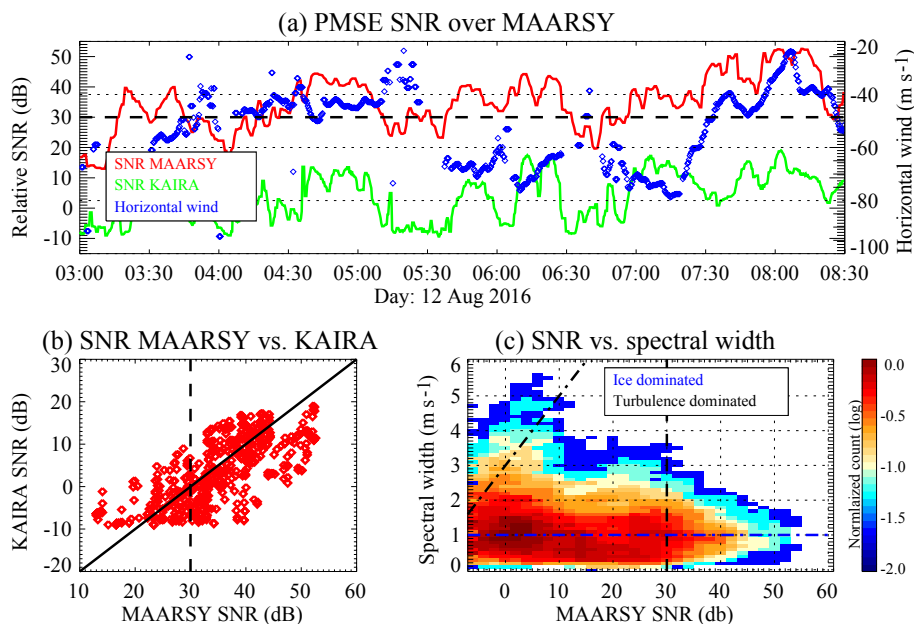 (a) PMSE SNR over MAARSY
Relative SNR (dB)
50
40
30
20
10
0
-10
SNR MAARSY
SNR KAIRA
Horizontal wind
-20
-40
-60
-80
-100
Horizontal wind (m s⁻¹)
03:00 03:30 04:00 04:30 05:00 05:30 06:00 06:30 07:00 07:30 08:00 08:30
Day: 12 Aug 2016
(b) SNR MAARSY vs. KAIRA
KAIRA SNR (dB)
30
20
10
0
-10
-20
10 20 30 40 50 60
MAARSY SNR (dB)
(c) SNR vs. spectral width
Spectral width (m s⁻¹)
6
5
4
3
2
1
0
Ice dominated
Turbulence dominated
0 10 20 30 40 50 60
MAARSY SNR (db)
Normlized count (log)
0.0
-0.5
-1.0
-1.5
-2.0